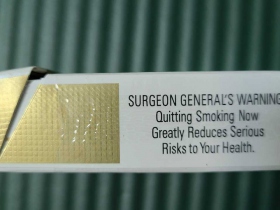 SURGEON GENERAL'S WARNING
Quitting Smoking Now
Greatly Reduces Serious
Risks to Your Health.